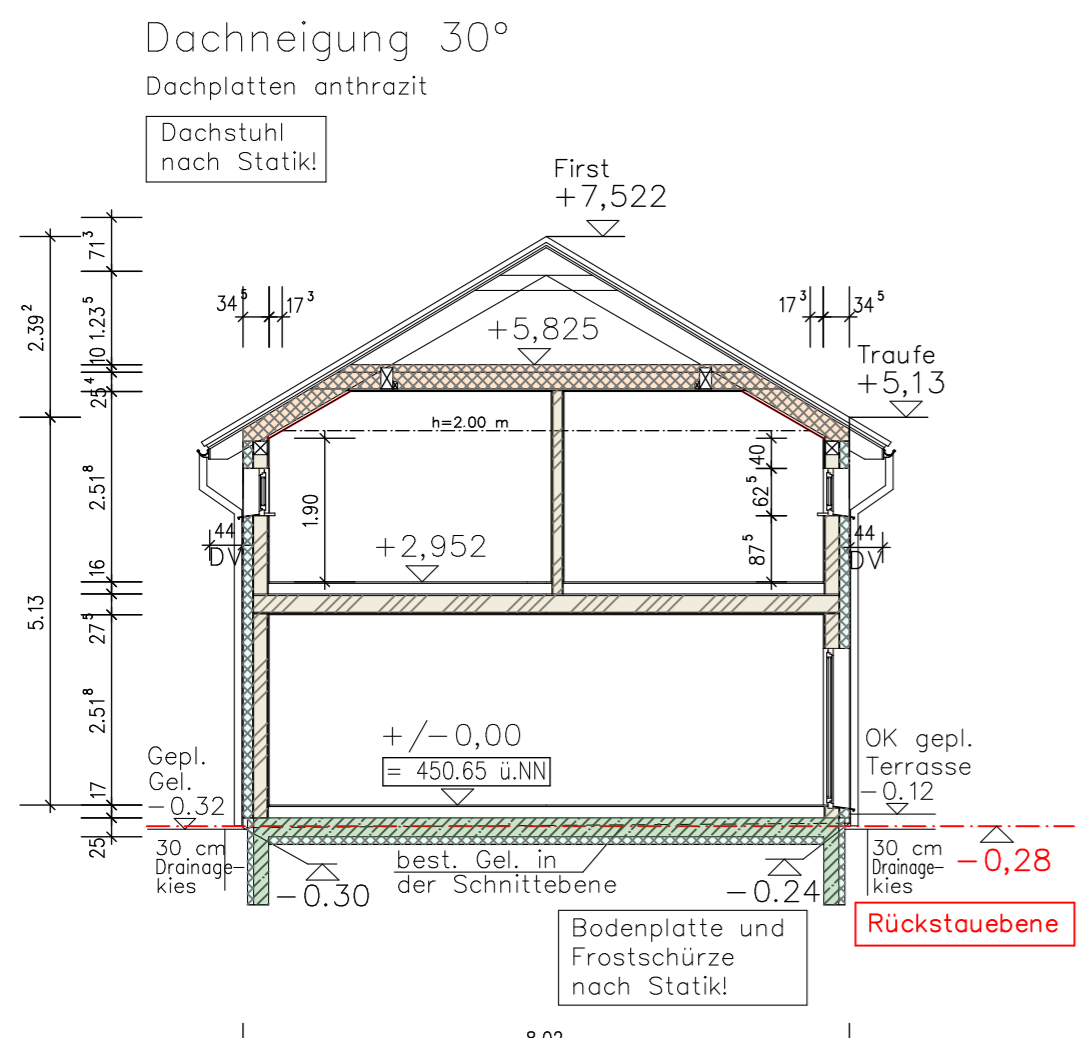 Dachneigung 30°
Dachplatten anthrazit
Dachstuhl
nach Statik!
First
+7,522
71³
34⁵
17³
17³
34⁵
2.39²
1.23⁵
10
25⁴
+5,825
Traufe
+5,13
h=2.00 m
2.51⁸
1.90
40
62⁵
87⁵
44
DV
44
DV
+2,952
16
27⁵
5.13
2.51⁸
17
25
+/−0,00
= 450.65 ü.NN
Gepl.
Gel.
−0.32
OK gepl.
Terrasse
−0.12
30 cm
Drainage-
kies
−0.30
best. Gel. in
der Schnittebene
−0.24
30 cm
Drainage-
kies
−0,28
Rückstauebene
Bodenplatte und
Frostschürze
nach Statik!
8.02